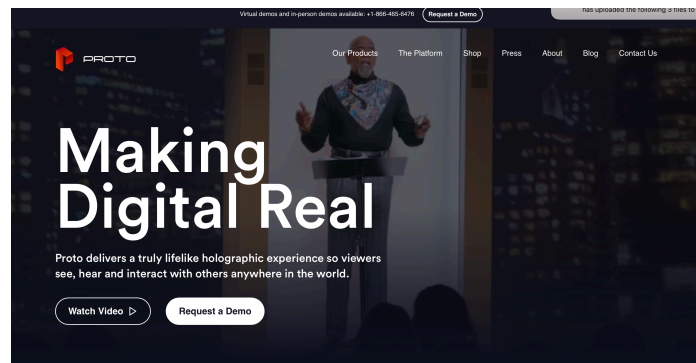 has uploaded the following 3 files to
Virtual demos and in-person demos available: +1-866-465-6476 Request a Demo
PROTO
Our Products The Platform Shop Press About Blog Contact Us
Making
Digital Real
Proto delivers a truly lifelike holographic experience so viewers
see, hear and interact with others anywhere in the world.
Watch Video Request a Demo